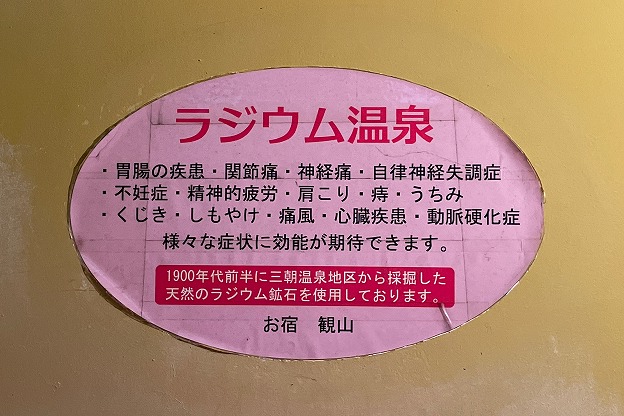 ラジウム温泉
・胃腸の疾患・関節痛・神経痛・自律神経失調症
・不妊症・精神的疲労・肩こり・痔・うちみ
・くじき・しもやけ・痛風・心臓疾患・動脈硬化症
様々な症状に効能が期待できます。
1900年代前半に三朝温泉地区から採掘した
天然のラジウム鉱石を使用しております。
お宿　観山